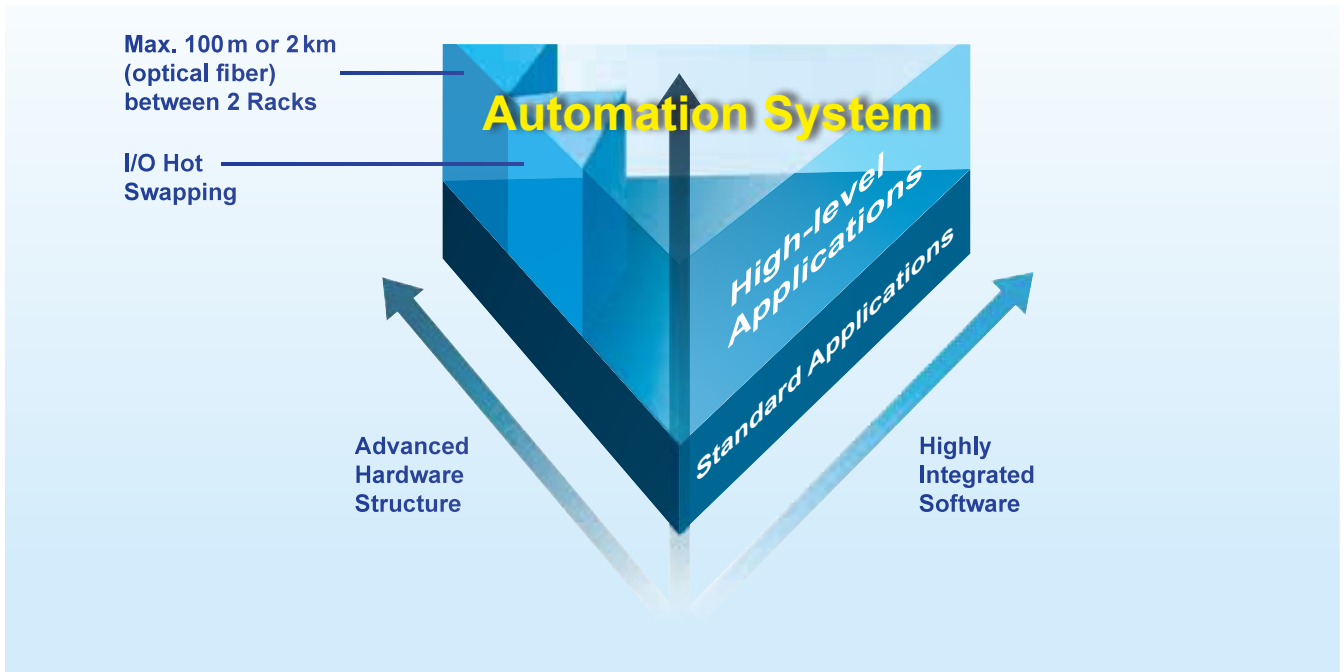 Max. 100 m or 2 km
(optical fiber)
between 2 Racks
I/O Hot
Swapping
Automation System
High-level
Applications
Standard Applications
Advanced
Hardware
Structure
Highly
Integrated
Software